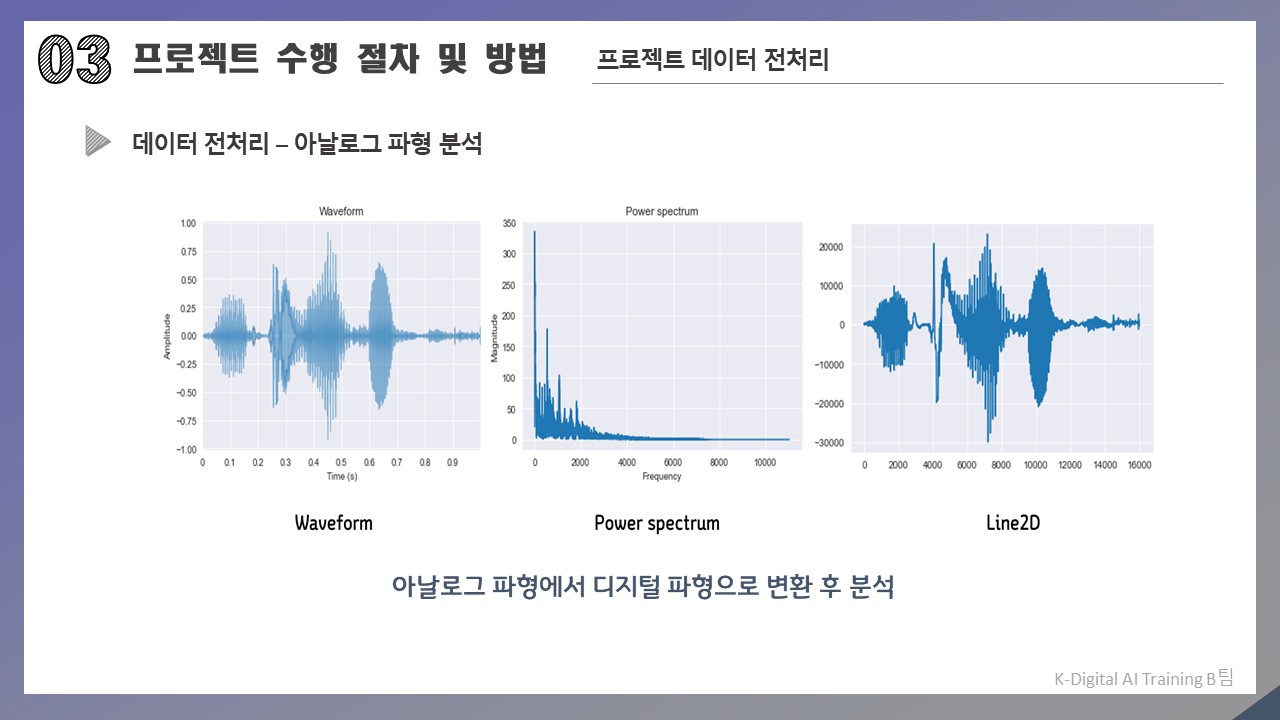 03 프로젝트 수행 절차 및 방법 프로젝트 데이터 전처리
데이터 전처리 – 아날로그 파형 분석
Waveform
1.00
0.75
0.50
0.25
0.00
−0.25
−0.50
−0.75
−1.00
Amplitude
0 0.1 0.2 0.3 0.4 0.5 0.6 0.7 0.8 0.9
Time (s)
Power spectrum
350
300
250
200
150
100
50
0
Magnitude
0 2000 4000 6000 8000 10000
Frequency
20000
10000
0
−10000
−20000
−30000
0 2000 4000 6000 8000 10000 12000 14000 16000
Waveform Power spectrum Line2D
아날로그 파형에서 디지털 파형으로 변환 후 분석
K-Digital AI Training B팀